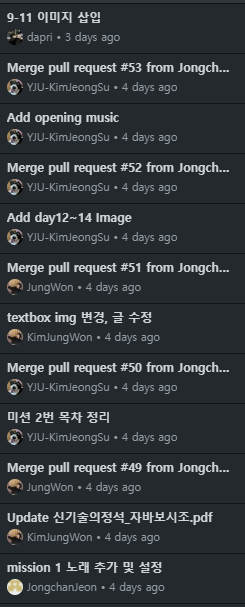 9-11 이미지 삽입
dapri • 3 days ago
Merge pull request #53 from Jongch...
YJU-KimJeongSu • 4 days ago
Add opening music
YJU-KimJeongSu • 4 days ago
Merge pull request #52 from Jongch...
YJU-KimJeongSu • 4 days ago
Add day12~14 Image
YJU-KimJeongSu • 4 days ago
Merge pull request #51 from Jongch...
JungWon • 4 days ago
textbox img 변경, 글 수정
KimJungWon • 4 days ago
Merge pull request #50 from Jongch...
YJU-KimJeongSu • 4 days ago
미션 2번 목차 정리
YJU-KimJeongSu • 4 days ago
Merge pull request #49 from Jongch...
JungWon • 4 days ago
Update 신기술의정석_자바보시조.pdf
KimJungWon • 4 days ago
mission 1 노래 추가 및 설정
JongchanJeon • 4 days ago